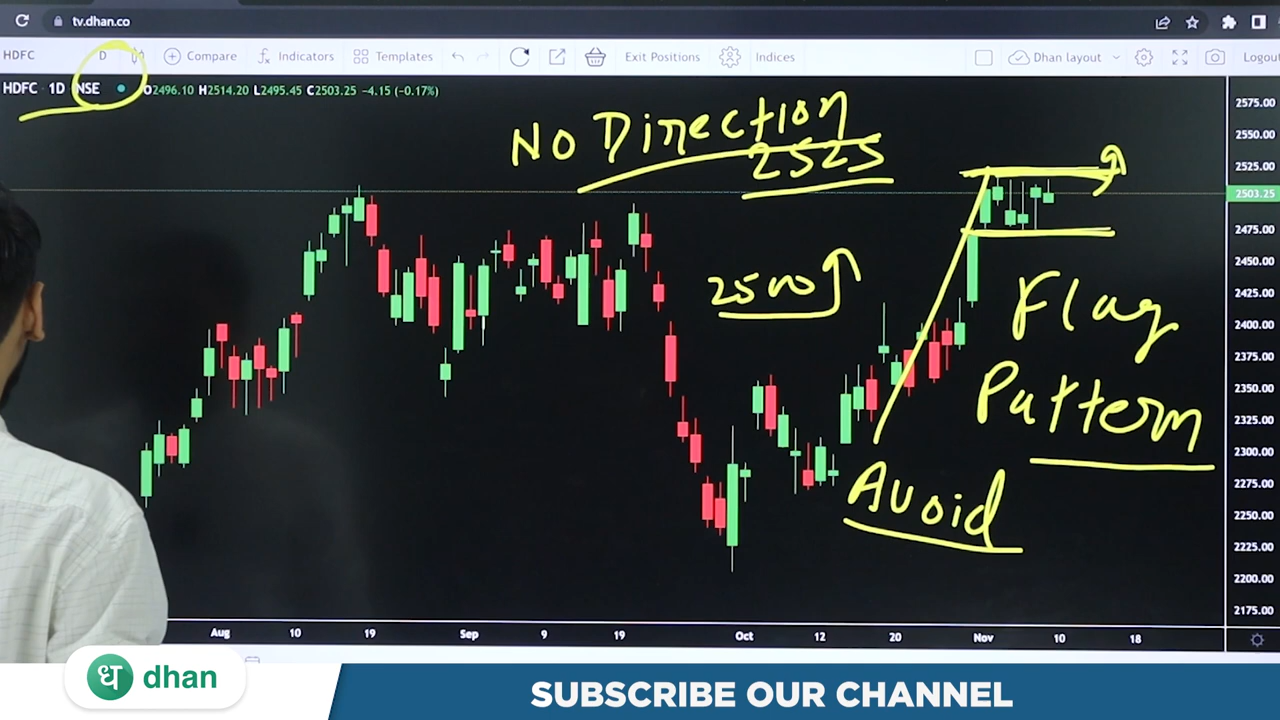 tv.dhan.co
HDFC D Compare Indicators Templates Exit Positions Indices Dhan layout Logout
HDFC 1D NSE O2496.10 H2514.20 L2495.45 C2503.25 −4.15 (−0.17%)
No Direction
2525
2500
Flag
Pattern
Avoid
2575.00
2550.00
2525.00
2503.25
2475.00
2450.00
2425.00
2400.00
2375.00
2350.00
2325.00
2300.00
2275.00
2250.00
2225.00
2200.00
2175.00
Aug 10 19 Sep 9 19 Oct 12 20 Nov 10 18
ध dhan
SUBSCRIBE OUR CHANNEL